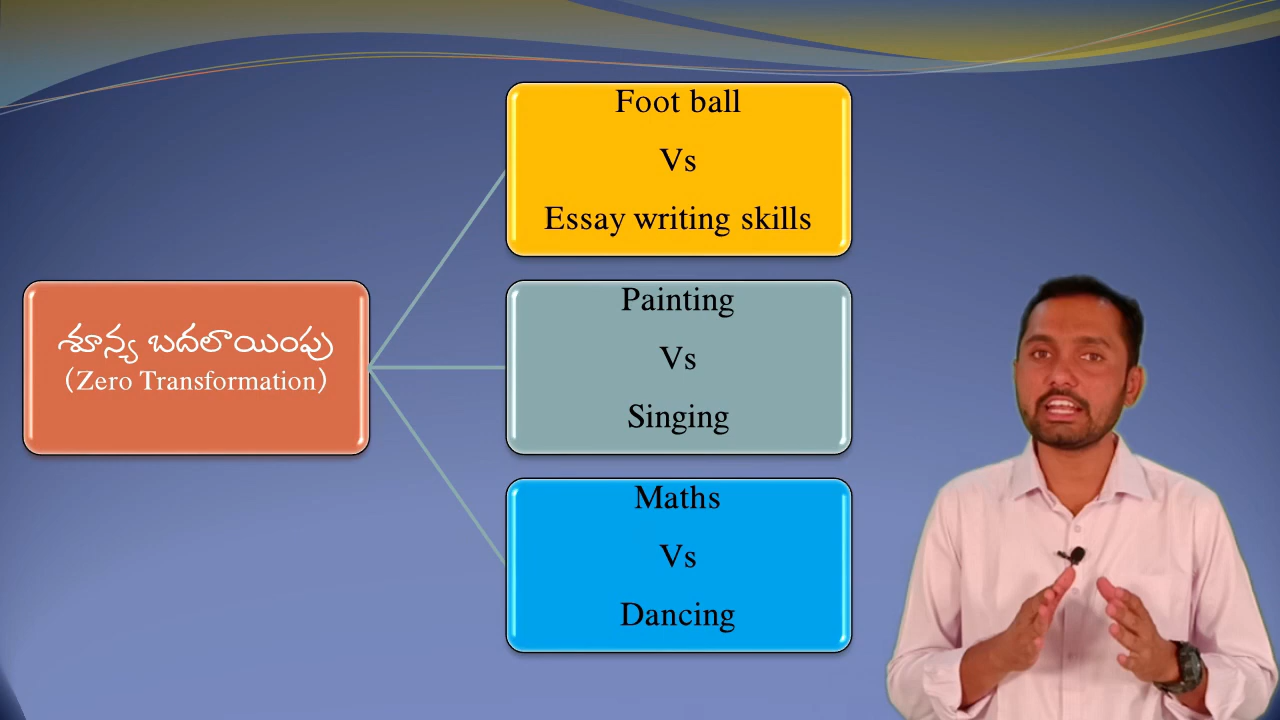 శూన్య బదలాయింపు
(Zero Transformation)
Foot ball
Vs
Essay writing skills
Painting
Vs
Singing
Maths
Vs
Dancing